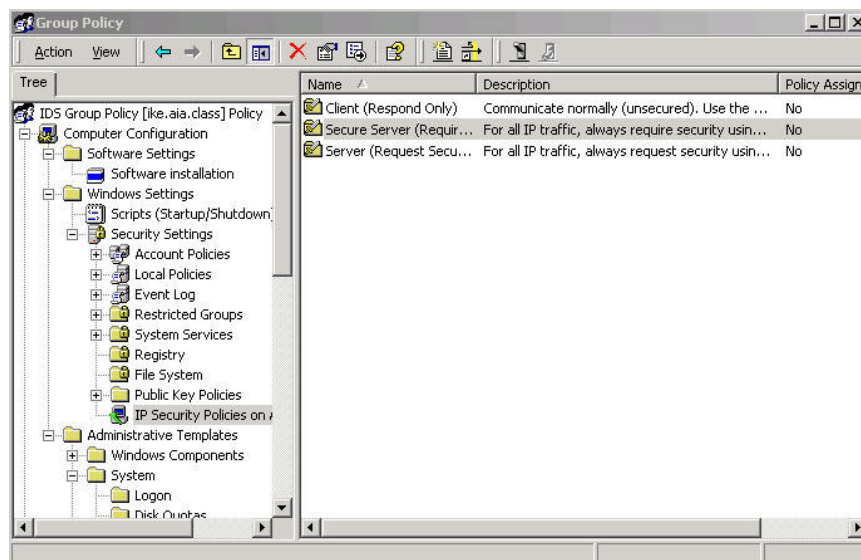 Group Policy
Action View
Tree
Name Description Policy Assign
IDS Group Policy [ike.aia.class] Policy
Computer Configuration
Software Settings
Software installation
Windows Settings
Scripts (Startup/Shutdown)
Security Settings
Account Policies
Local Policies
Event Log
Restricted Groups
System Services
Registry
File System
Public Key Policies
IP Security Policies on
Administrative Templates
Windows Components
System
Logon
Disk Quotas
Client (Respond Only) Communicate normally (unsecured). Use the ... No
Secure Server (Requir... For all IP traffic, always require security usin... No
Server (Request Secu... For all IP traffic, always request security usin... No